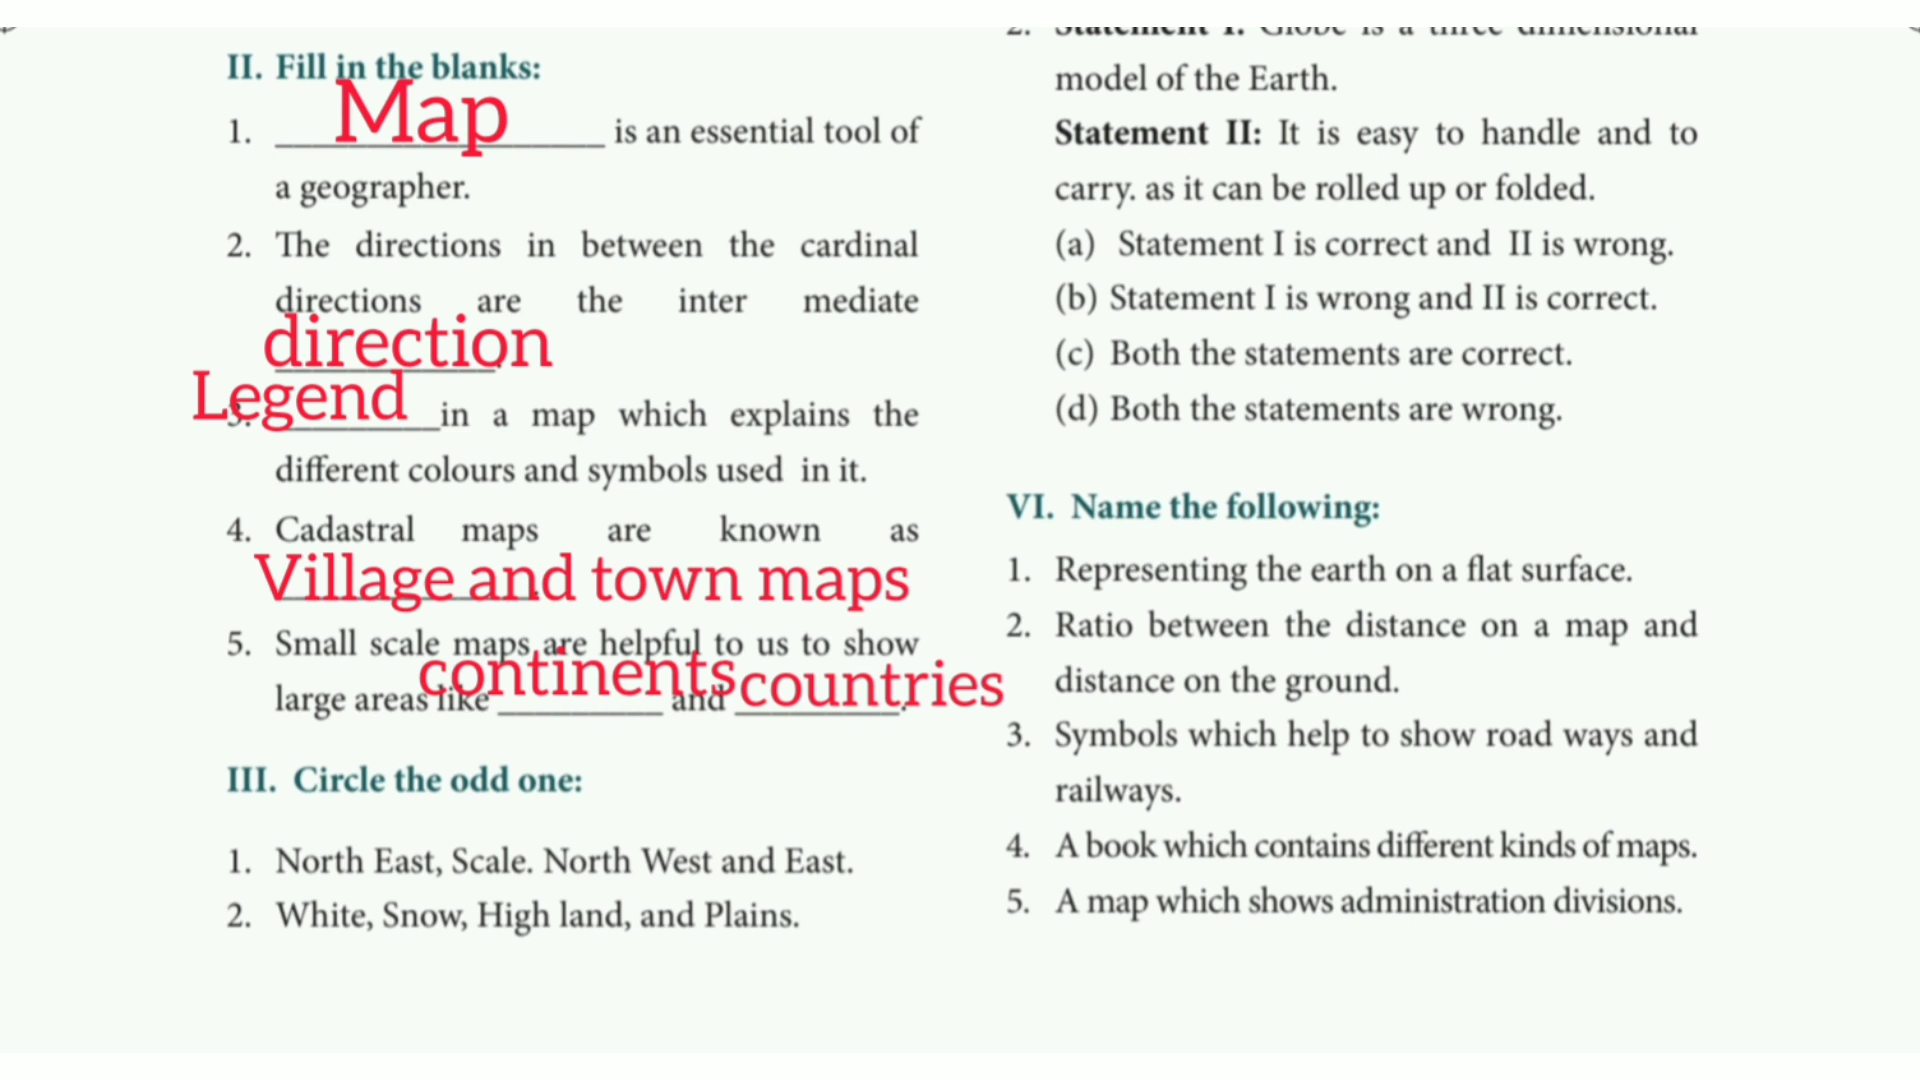 II. Fill in the blanks:
1. Map is an essential tool of
a geographer.
2. The directions in between the cardinal
directions are the inter mediate
direction.
3. Legend in a map which explains the
different colours and symbols used in it.
4. Cadastral maps are known as
Village and town maps
5. Small scale maps are helpful to us to show
large areas like continents and countries.
III. Circle the odd one:
1. North East, Scale. North West and East.
2. White, Snow, High land, and Plains.
2. Statement I: Globe is a three dimensional
model of the Earth.
Statement II: It is easy to handle and to
carry. as it can be rolled up or folded.
(a) Statement I is correct and II is wrong.
(b) Statement I is wrong and II is correct.
(c) Both the statements are correct.
(d) Both the statements are wrong.
VI. Name the following:
1. Representing the earth on a flat surface.
2. Ratio between the distance on a map and
distance on the ground.
3. Symbols which help to show road ways and
railways.
4. A book which contains different kinds of maps.
5. A map which shows administration divisions.